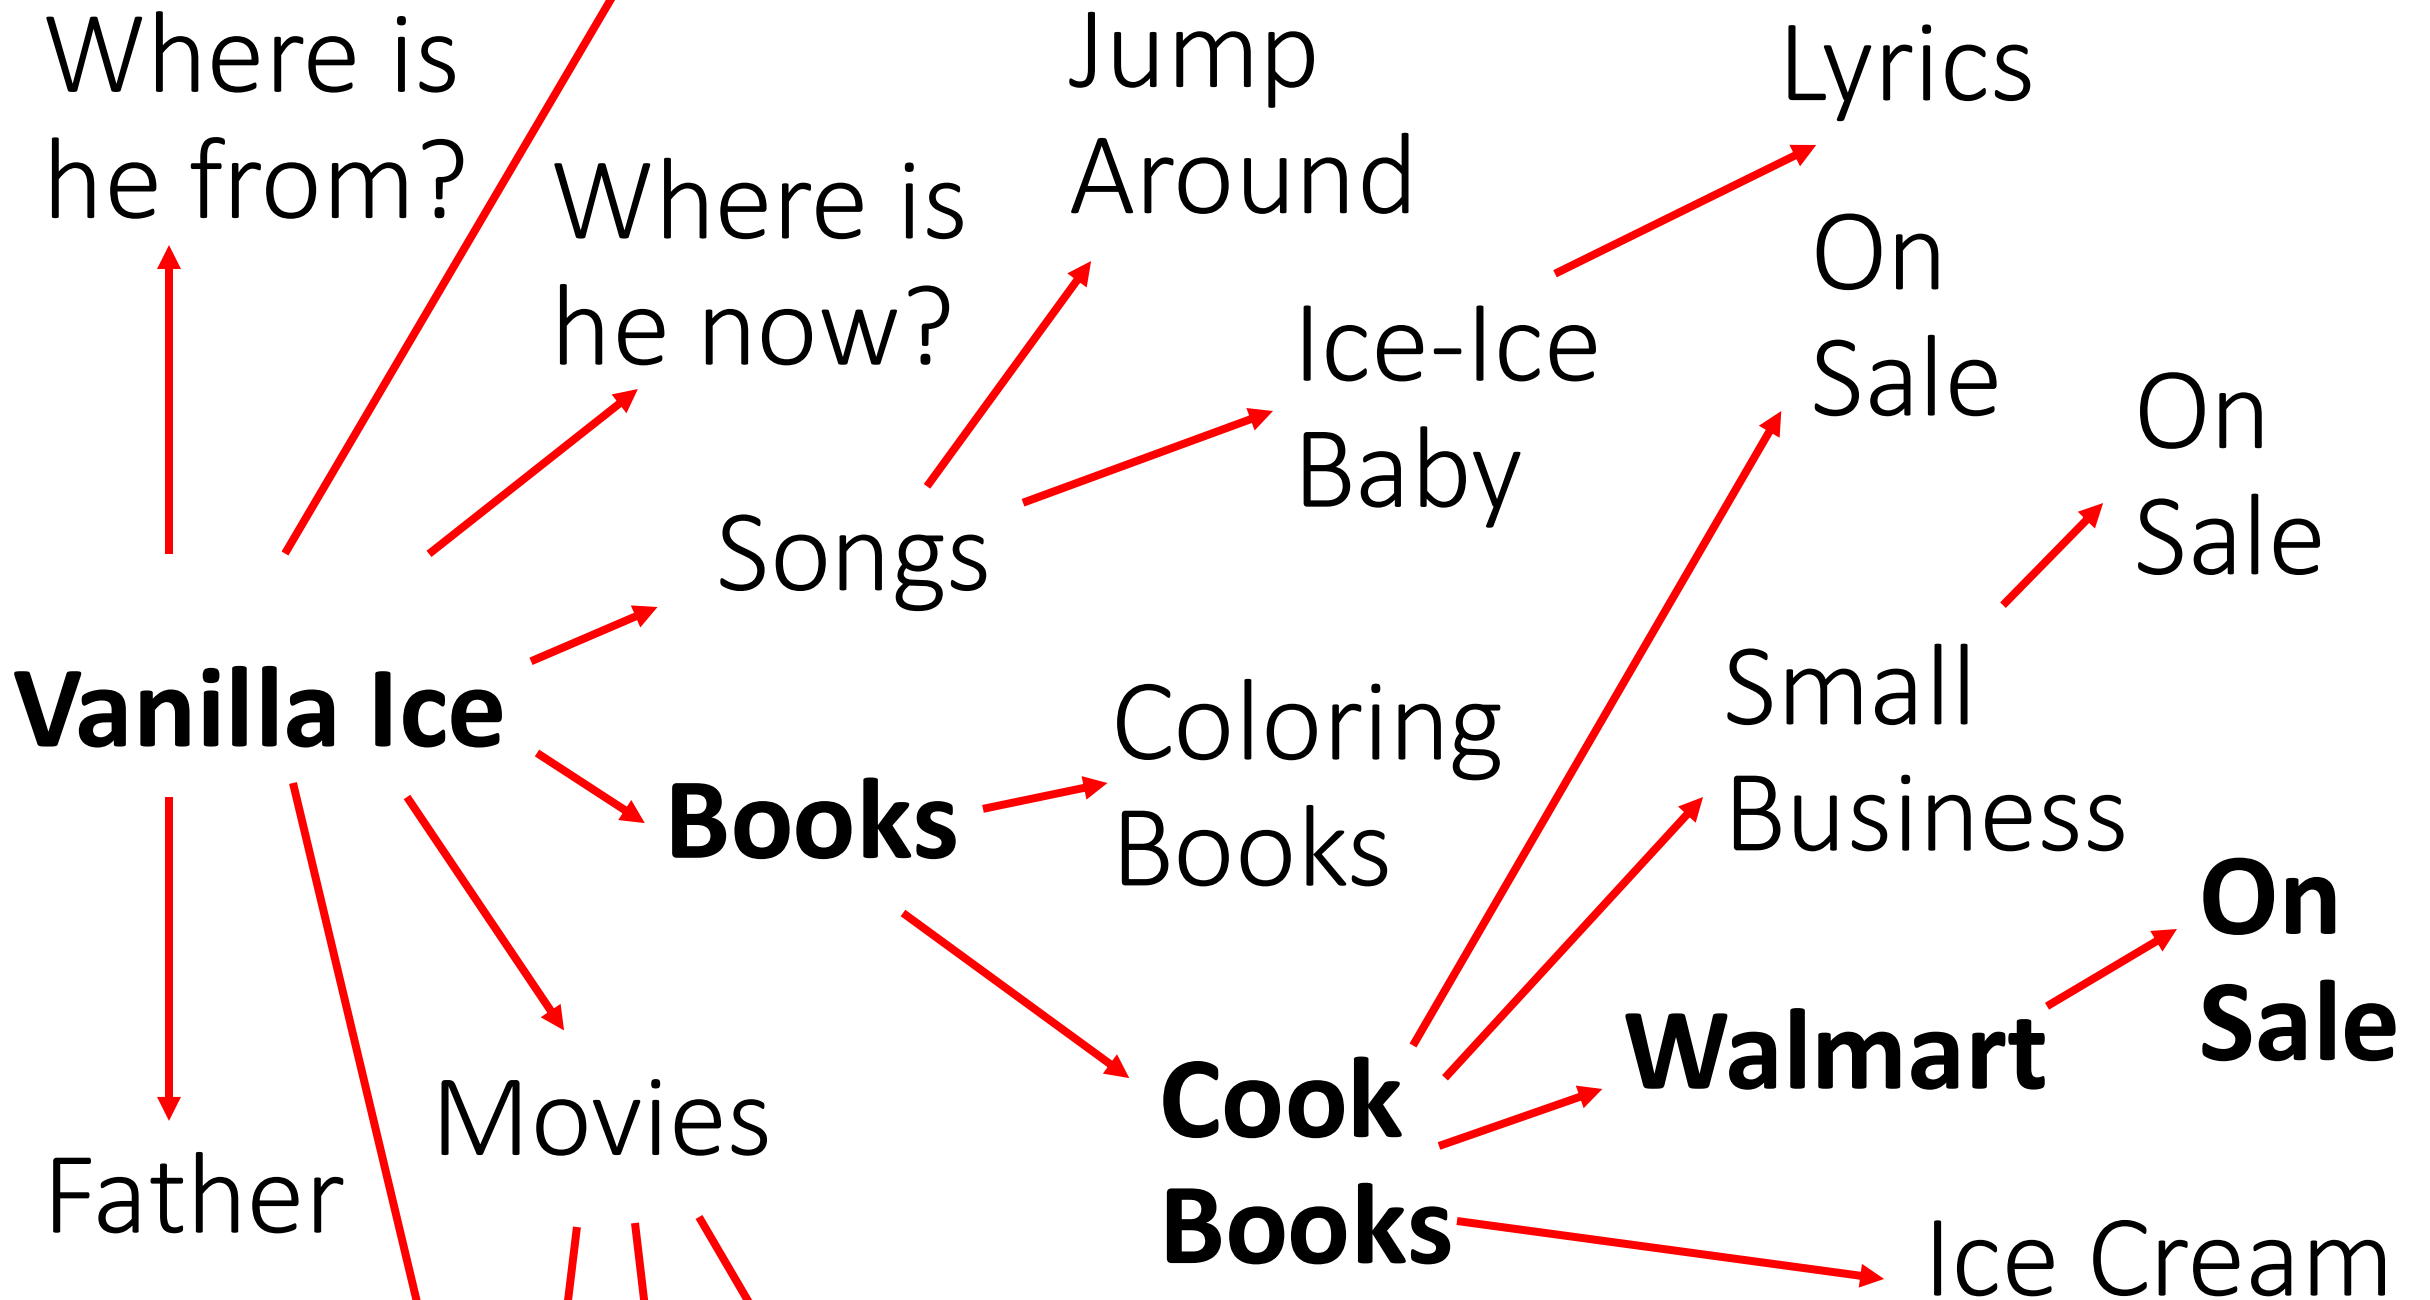 Where is
he from?
Where is
he now?
Jump
Around
Lyrics
On
Sale
Ice-Ice
Baby
On
Sale
Songs
Vanilla Ice
Coloring
Books
Small
Business
Books
On
Sale
Walmart
Cook
Books
Movies
Father
Ice Cream